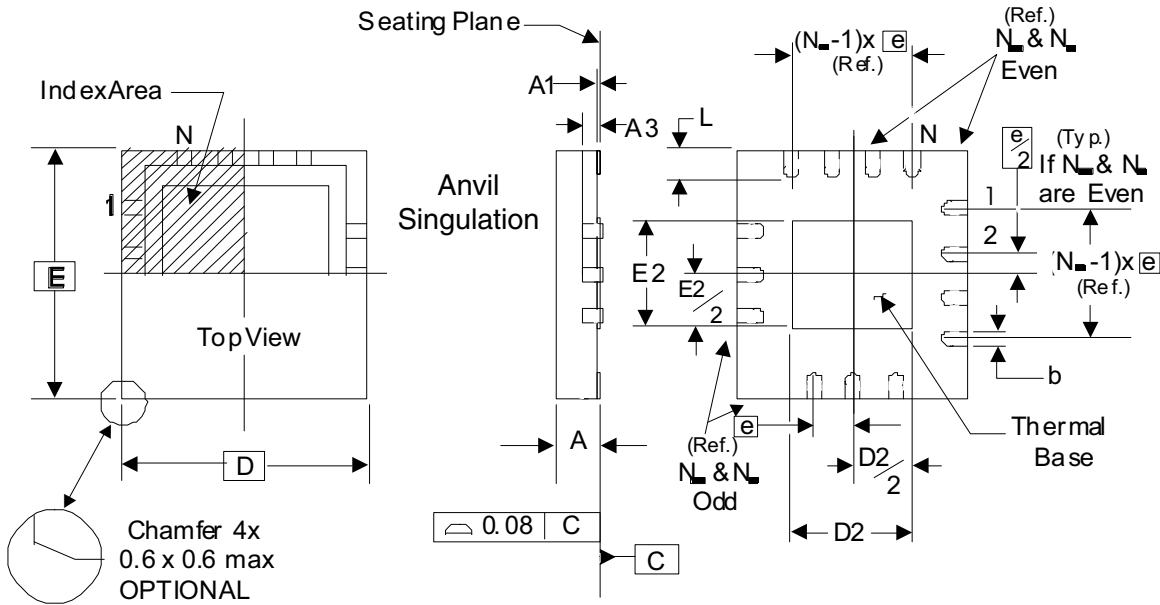 Seating Plane
IndexArea
N
1
E
TopView
D
Chamfer 4x
0.6 x 0.6 max
OPTIONAL
A1
A3
Anvil
Singulation
A
0.08 C
C
L
E2
E2/2
(N -1)x e
(Ref.)
(Ref.)
N & N
Even
N
1
2
e/2
(Typ.)
If N & N
are Even
(N -1)x e
(Ref.)
b
Thermal
Base
e
D2/2
D2
(Ref.)
N & N
Odd